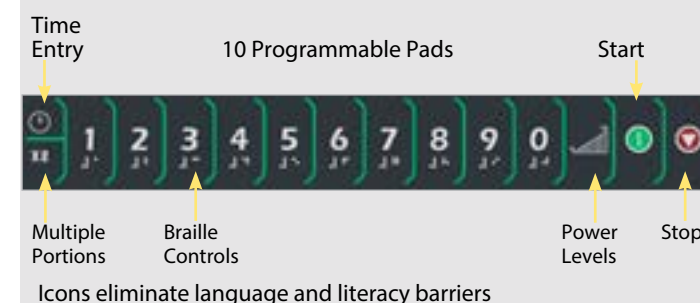 Time
Entry
10 Programmable Pads
Start
1 2 3 4 5 6 7 8 9 0
Multiple
Portions
Braille
Controls
Power
Levels
Stop
Icons eliminate language and literacy barriers